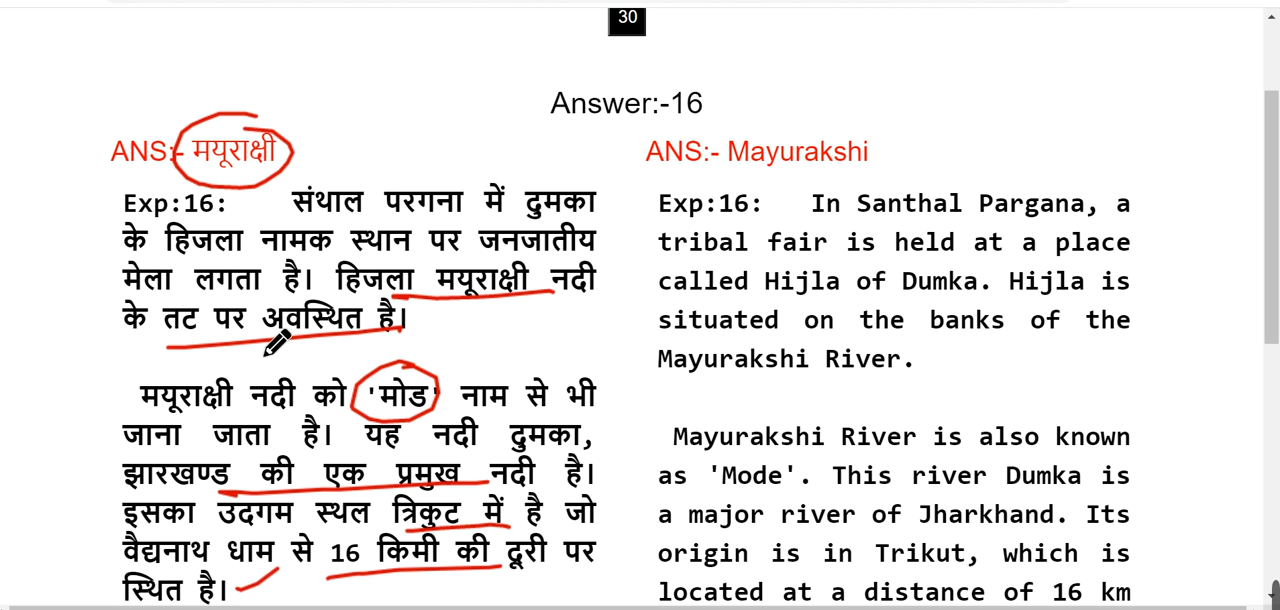 30
Answer:-16
ANS:- मयूराक्षी
Exp:16: संथाल परगना में दुमका
के हिजला नामक स्थान पर जनजातीय
मेला लगता है। हिजला मयूराक्षी नदी
के तट पर अवस्थित है।
मयूराक्षी नदी को 'मोड' नाम से भी
जाना जाता है। यह नदी दुमका,
झारखण्ड की एक प्रमुख नदी है।
इसका उदगम स्थल त्रिकुट में है जो
वैद्यनाथ धाम से 16 किमी की दूरी पर
स्थित है।
ANS:- Mayurakshi
Exp:16: In Santhal Pargana, a
tribal fair is held at a place
called Hijla of Dumka. Hijla is
situated on the banks of the
Mayurakshi River.
Mayurakshi River is also known
as 'Mode'. This river Dumka is
a major river of Jharkhand. Its
origin is in Trikut, which is
located at a distance of 16 km